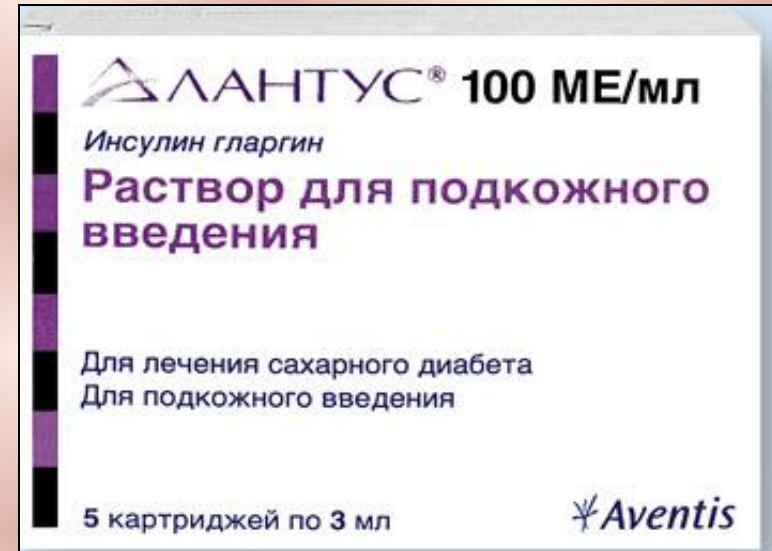 ЛАНТУС® 100 МЕ/мл
Инсулин гларгин
Раствор для подкожного
введения
Для лечения сахарного диабета
Для подкожного введения
5 картриджей по 3 мл
Aventis